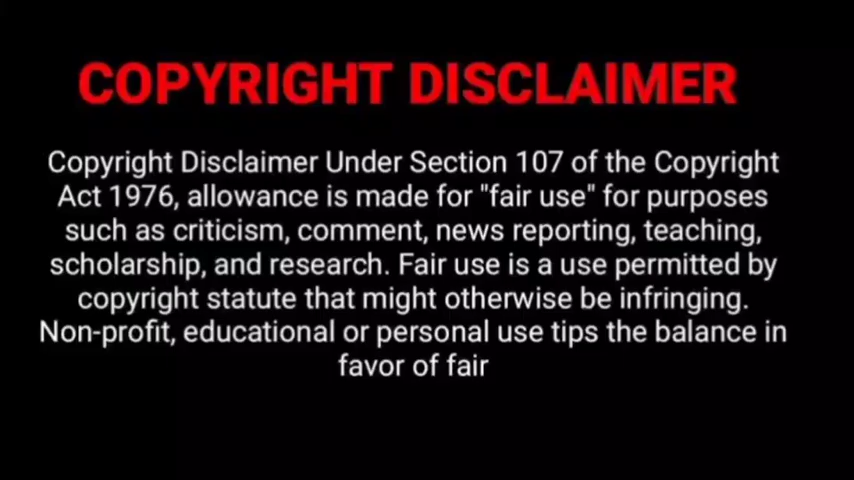 COPYRIGHT DISCLAIMER
Copyright Disclaimer Under Section 107 of the Copyright
Act 1976, allowance is made for "fair use" for purposes
such as criticism, comment, news reporting, teaching,
scholarship, and research. Fair use is a use permitted by
copyright statute that might otherwise be infringing.
Non-profit, educational or personal use tips the balance in
favor of fair